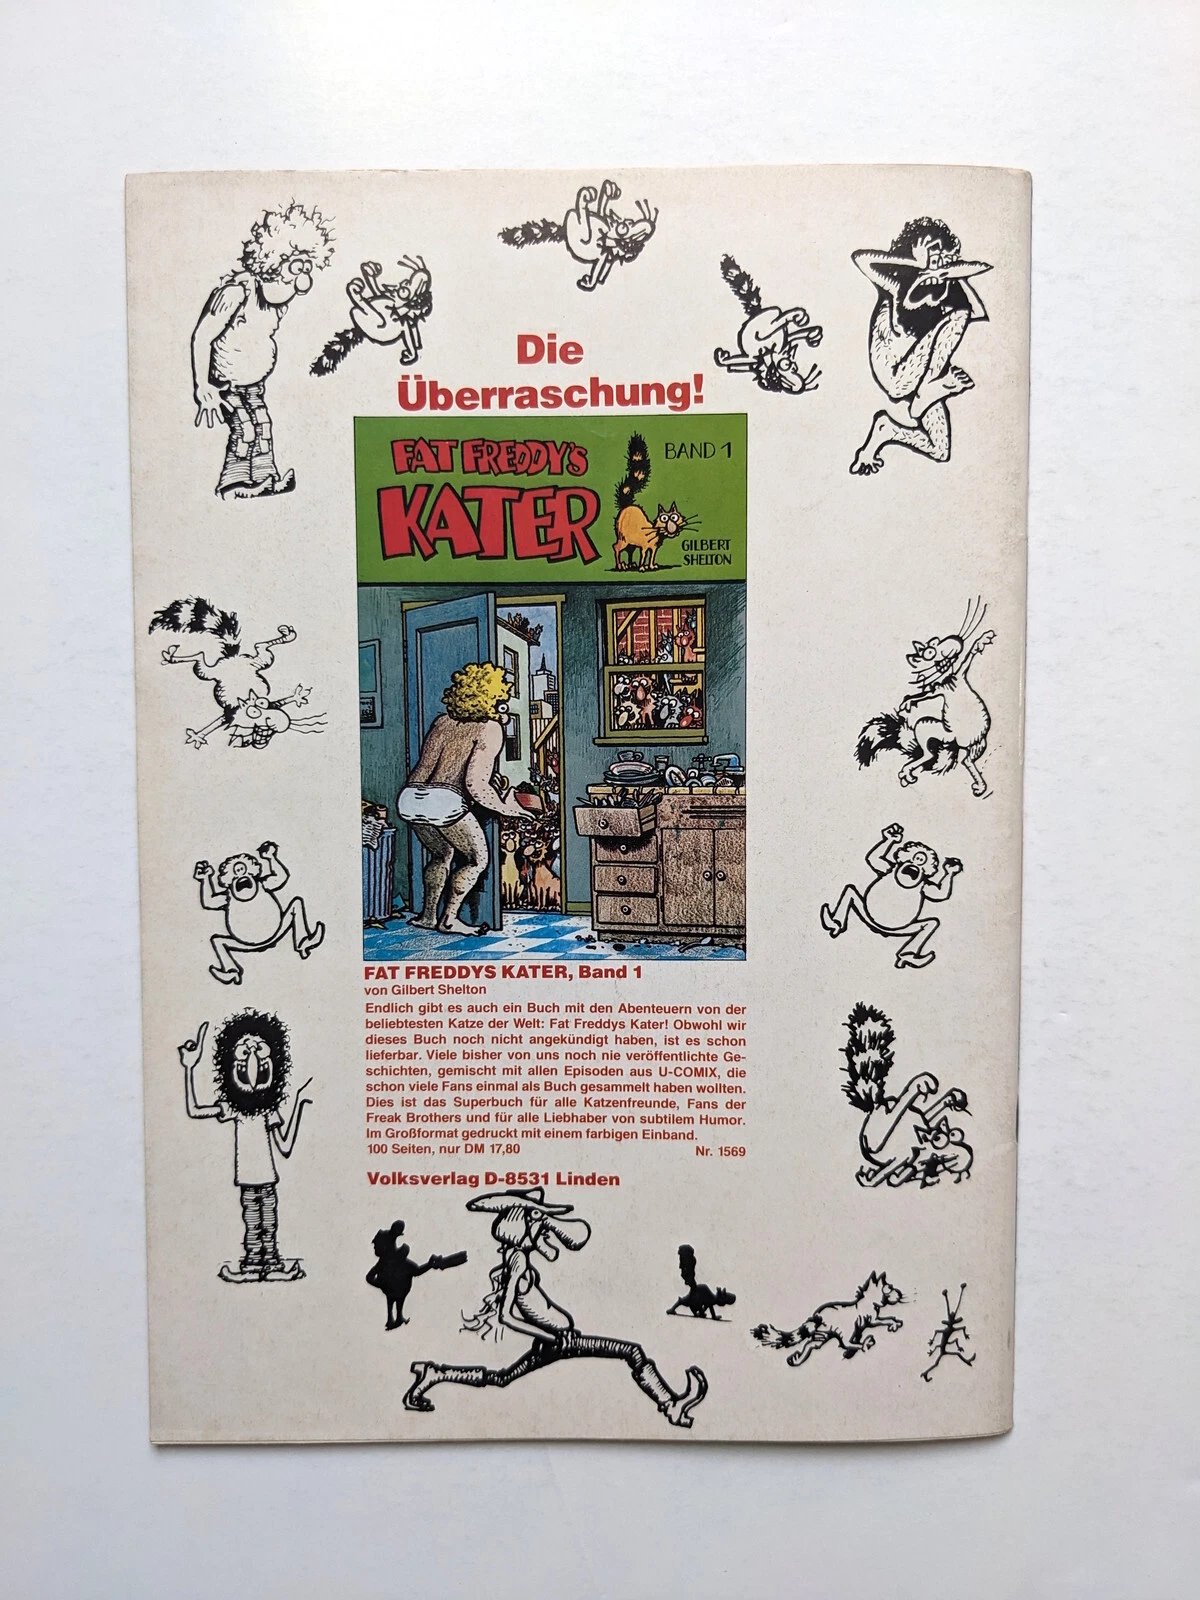 Die
Überraschung!
FAT FREDDY'S
KATER
BAND 1
GILBERT
SHELTON
FAT FREDDYS KATER, Band 1
von Gilbert Shelton
Endlich gibt es auch ein Buch mit den Abenteuern von der
beliebtesten Katze der Welt: Fat Freddys Kater! Obwohl wir
dieses Buch noch nicht angekündigt haben, ist es schon
lieferbar. Viele bisher von uns noch nie veröffentlichte Ge-
schichten, gemischt mit allen Episoden aus U-COMIX, die
schon viele Fans einmal als Buch gesammelt haben wollten.
Dies ist das Superbuch für alle Katzenfreunde, Fans der
Freak Brothers und für alle Liebhaber von subtilem Humor.
Im Großformat gedruckt mit einem farbigen Einband.
100 Seiten, nur DM 17,80 Nr. 1569
Volksverlag D-8531 Linden